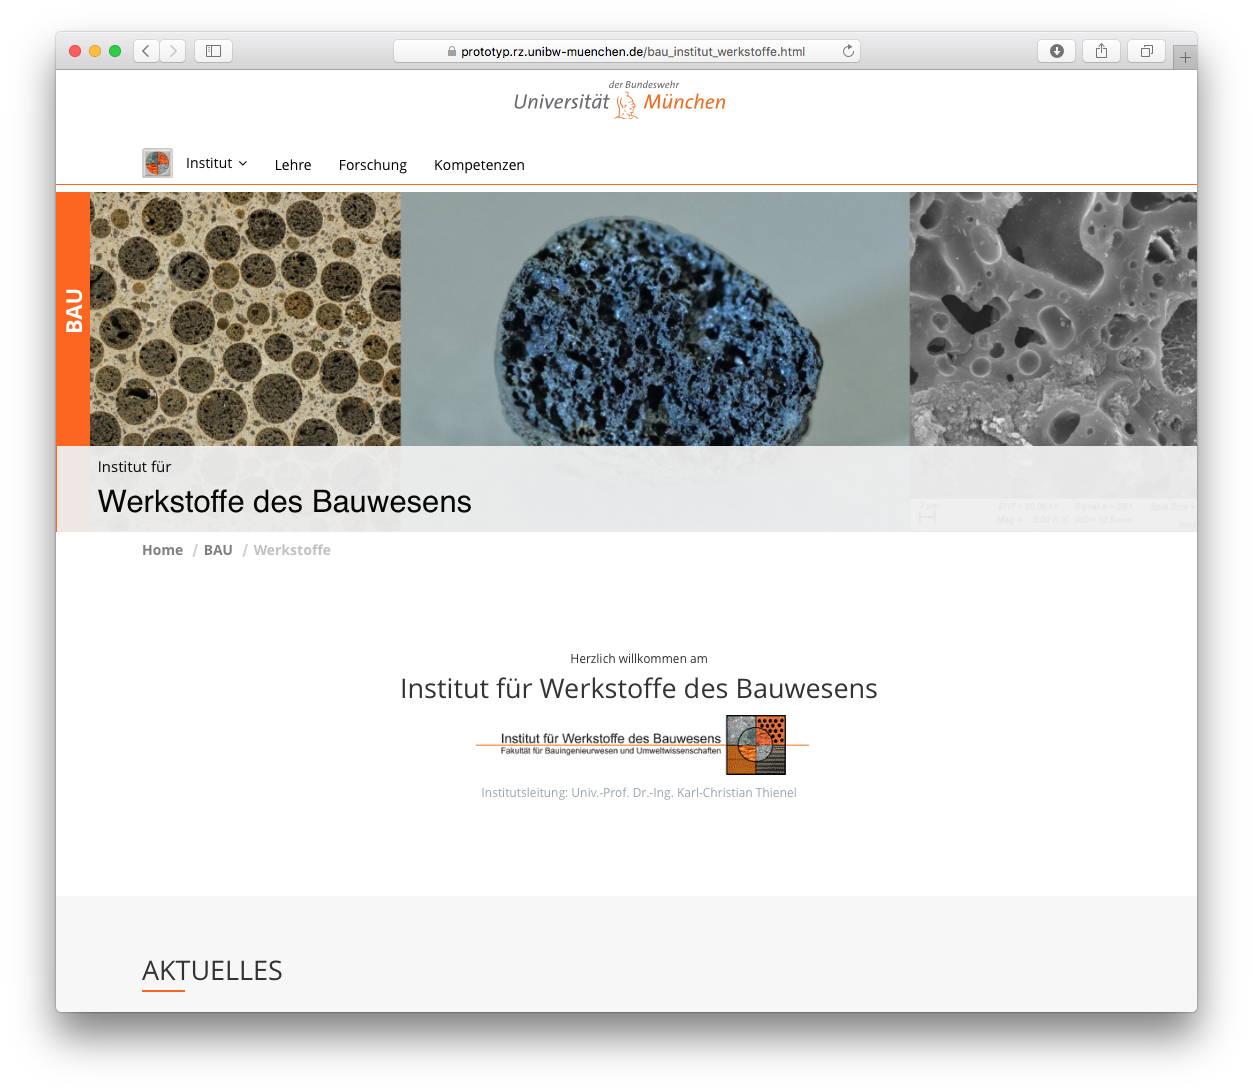 prototyp.rz.unibw-muenchen.de/bau_institut_werkstoffe.html
der Bundeswehr
Universität München
Institut
Lehre
Forschung
Kompetenzen
BAU
Institut für
Werkstoffe des Bauwesens
Home / BAU / Werkstoffe
Herzlich willkommen am
Institut für Werkstoffe des Bauwesens
Institut für Werkstoffe des Bauwesens
Fakultät für Bauingenieurwesen und Umweltwissenschaften
Institutsleitung: Univ.-Prof. Dr.-Ing. Karl-Christian Thienel
AKTUELLES